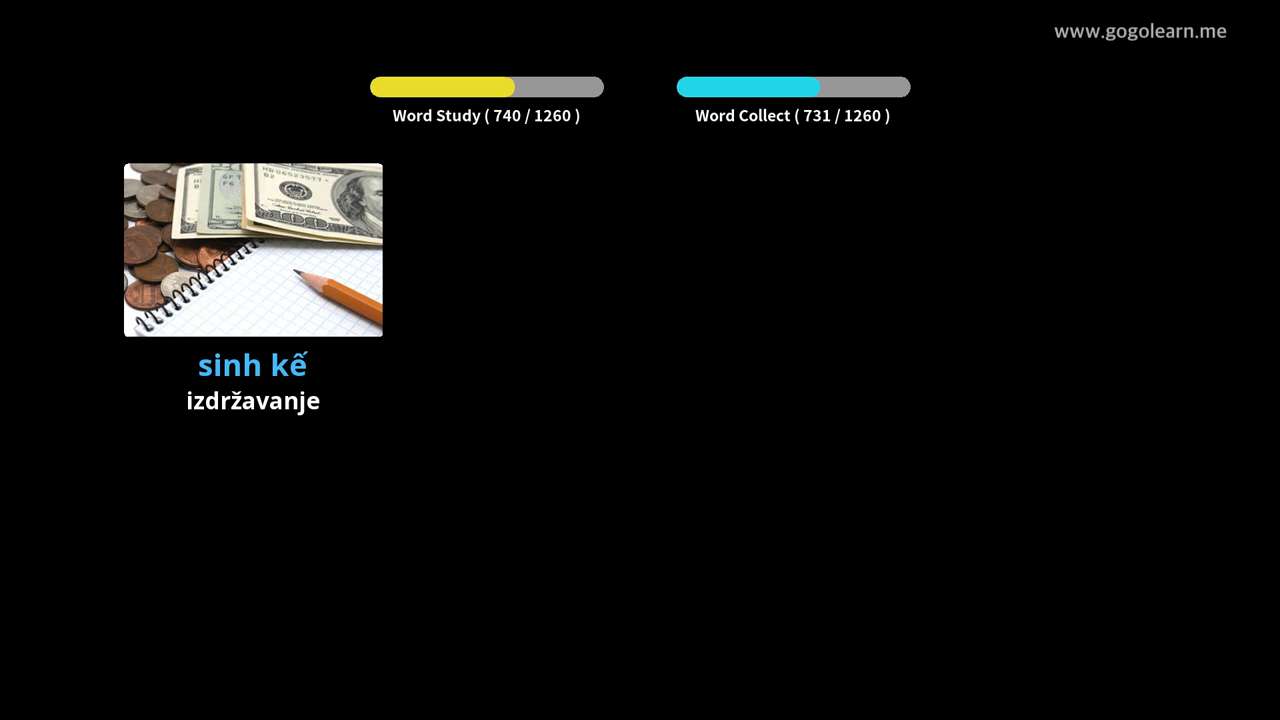 www.gogolearn.me
Word Study ( 740 / 1260 )
Word Collect ( 731 / 1260 )
sinh kế
izdržavanje